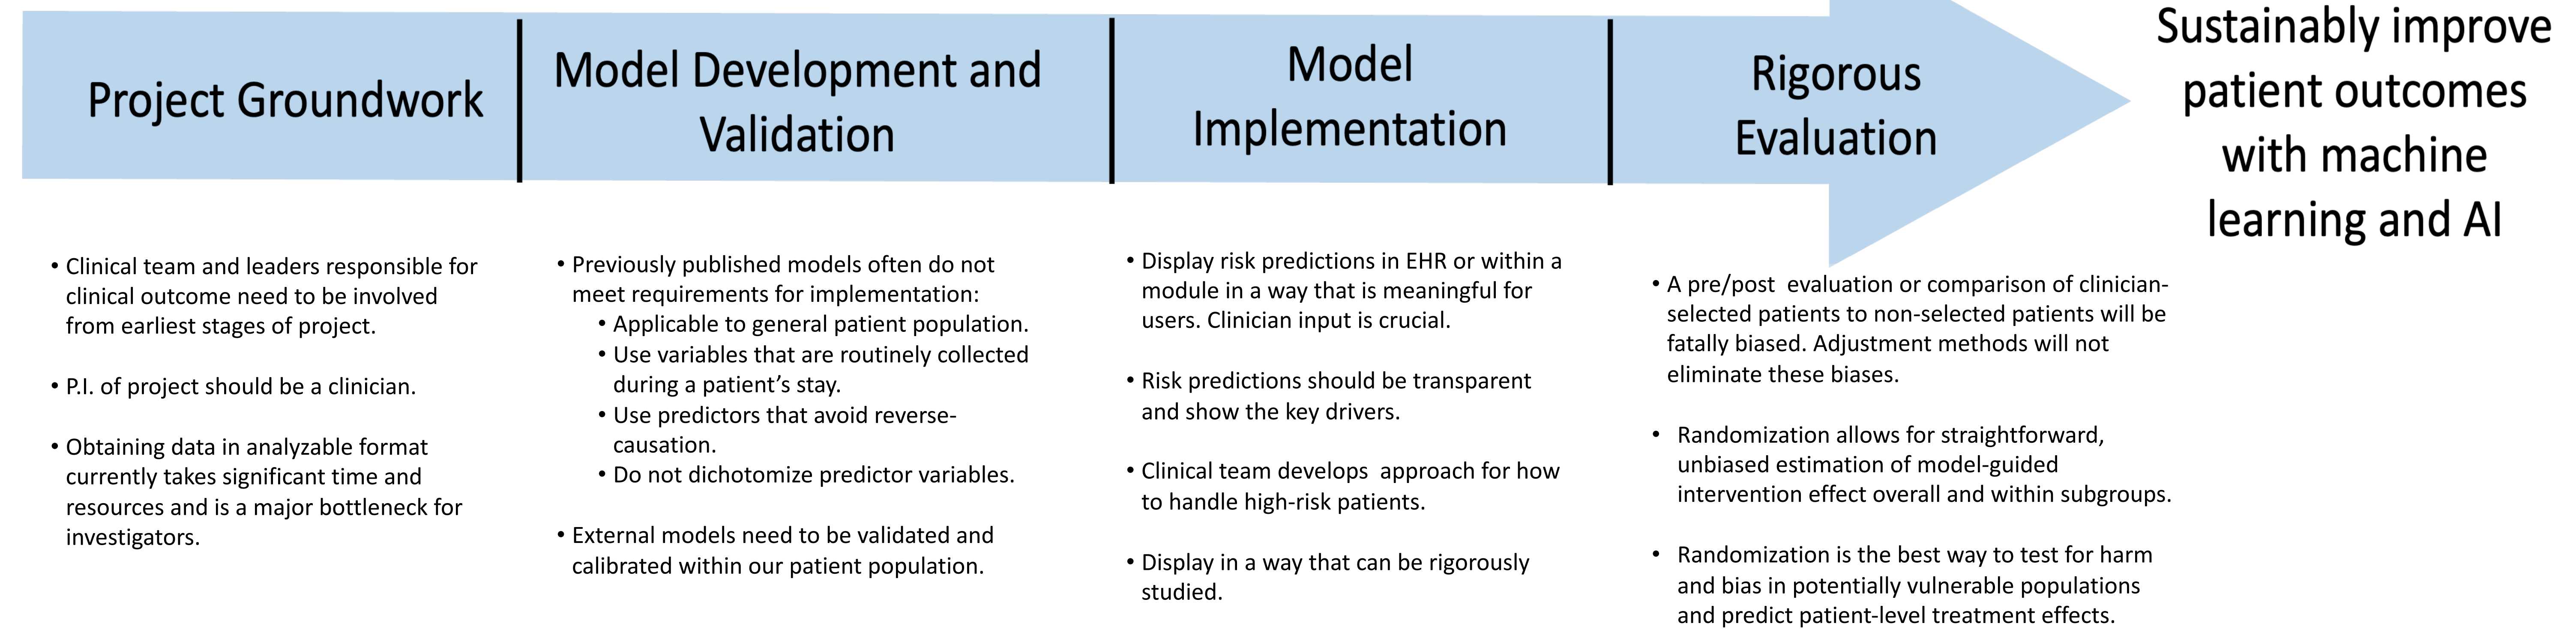 Project Groundwork
Model Development and
Validation
Model
Implementation
Rigorous
Evaluation
Sustainably improve
patient outcomes
with machine
learning and AI
• Clinical team and leaders responsible for
clinical outcome need to be involved
from earliest stages of project.
• P.I. of project should be a clinician.
• Obtaining data in analyzable format
currently takes significant time and
resources and is a major bottleneck for
investigators.
• Previously published models often do not
meet requirements for implementation:
• Applicable to general patient population.
• Use variables that are routinely collected
during a patient's stay.
• Use predictors that avoid reverse-
causation.
• Do not dichotomize predictor variables.
• External models need to be validated and
calibrated within our patient population.
• Display risk predictions in EHR or within a
module in a way that is meaningful for
users. Clinician input is crucial.
• Risk predictions should be transparent
and show the key drivers.
• Clinical team develops  approach for how
to handle high-risk patients.
• Display in a way that can be rigorously
studied.
• A pre/post  evaluation or comparison of clinician-
selected patients to non-selected patients will be
fatally biased. Adjustment methods will not
eliminate these biases.
• Randomization allows for straightforward,
unbiased estimation of model-guided
intervention effect overall and within subgroups.
• Randomization is the best way to test for harm
and bias in potentially vulnerable populations
and predict patient-level treatment effects.